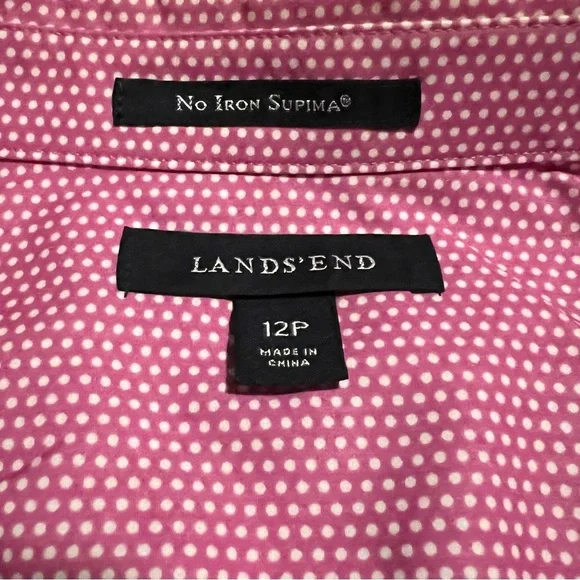 No Iron Supima®
LANDS' END
12P
MADE IN
CHINA